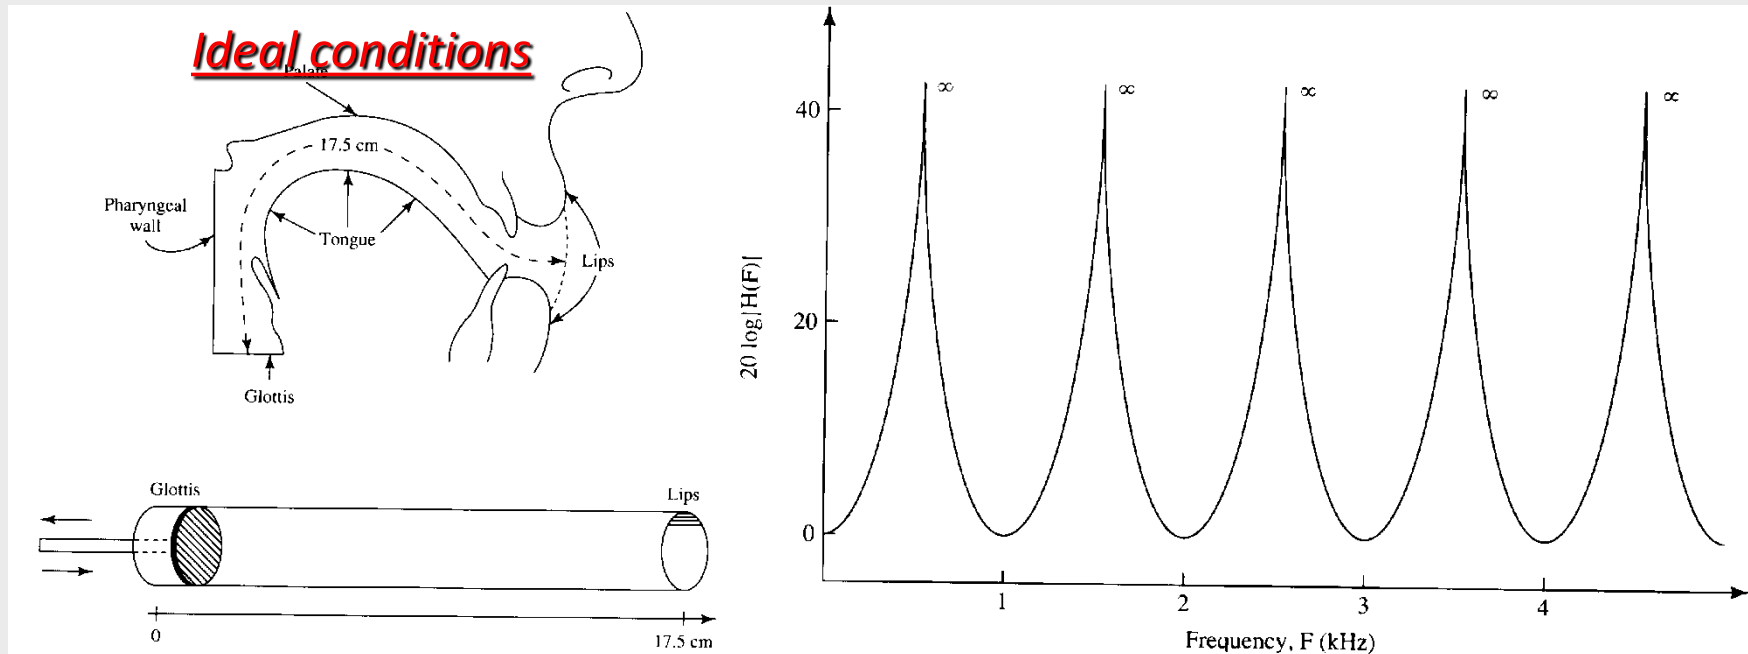 Ideal conditions
Palate
17.5 cm
Pharyngeal
wall
Tongue
Lips
Glottis
Glottis
Lips
0
17.5 cm
20 log|H(F)|
40
20
0
∞
∞
∞
∞
∞
1
2
3
4
Frequency, F (kHz)